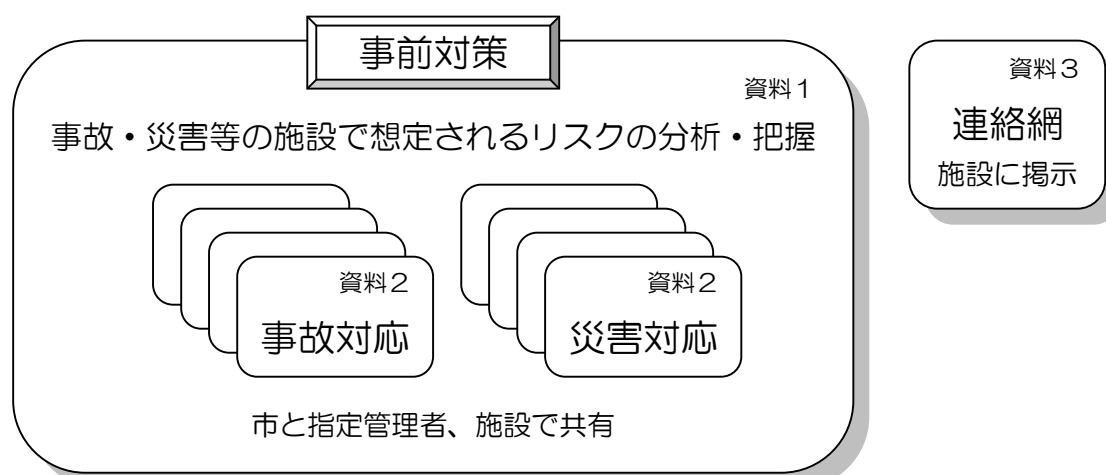 事前対策
資料1
事故・災害等の施設で想定されるリスクの分析・把握
資料2
事故対応
資料2
災害対応
市と指定管理者、施設で共有
資料3
連絡網
施設に掲示